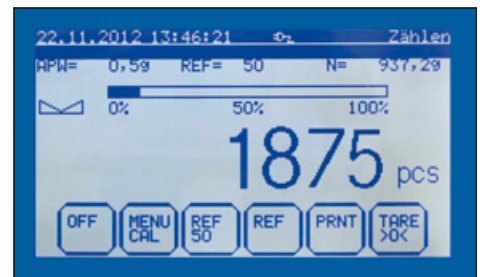 22.11.2012 13:46:21 Zählen
APW= 0,5g REF= 50 N= 937,2g
0% 50% 100%
1875 pcs
OFF MENU CAL REF 50 REF PRNT TARE >0<